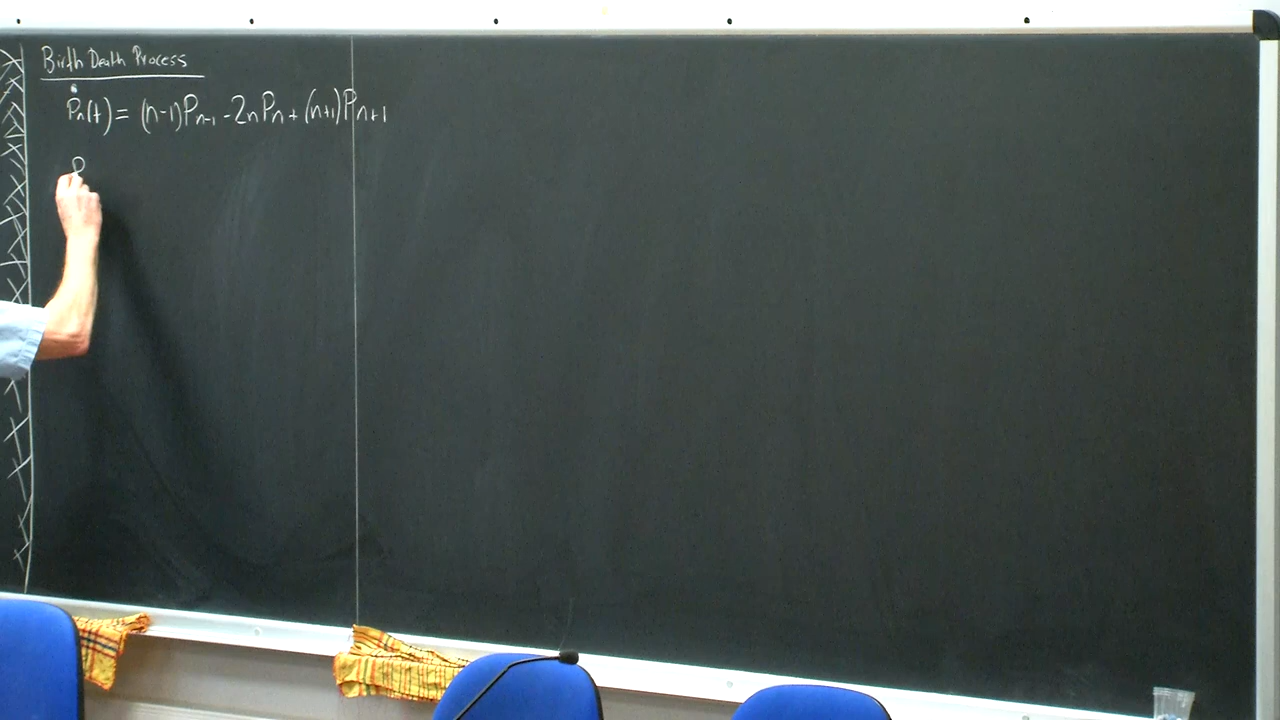 Birth Death Process
Ṗₙ(t) = (n-1)Pₙ₋₁ - 2nPₙ + (n+1)Pₙ₊₁
P